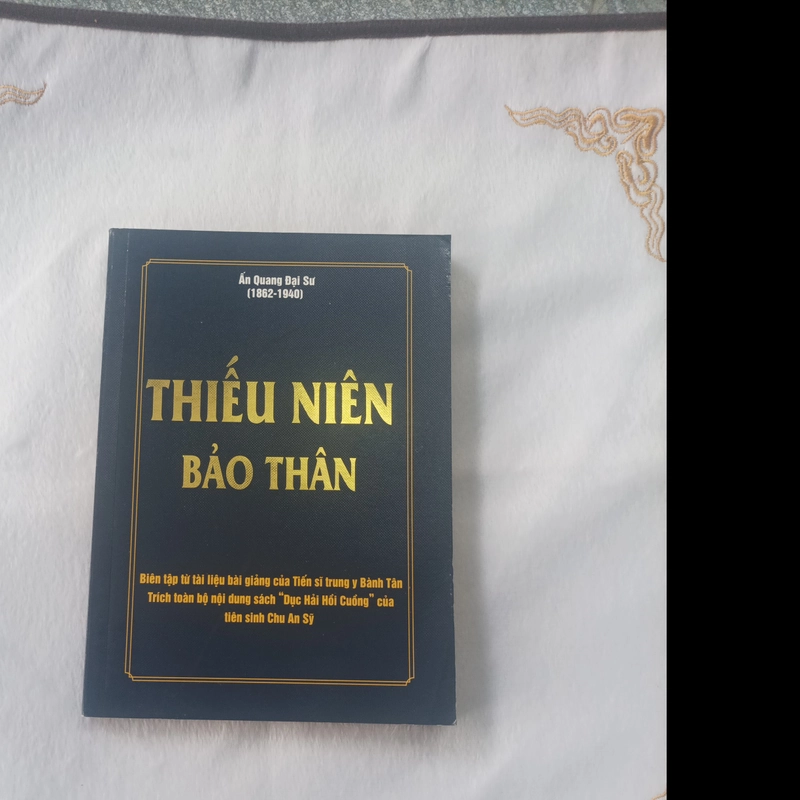 Ấn Quang Đại Sư
(1862-1940)
THIẾU NIÊN
BẢO THÂN
Biên tập từ tài liệu bài giảng của Tiến sĩ trung y Bành Tân
Trích toàn bộ nội dung sách "Dục Hải Hồi Cuồng" của
tiên sinh Chu An Sỹ